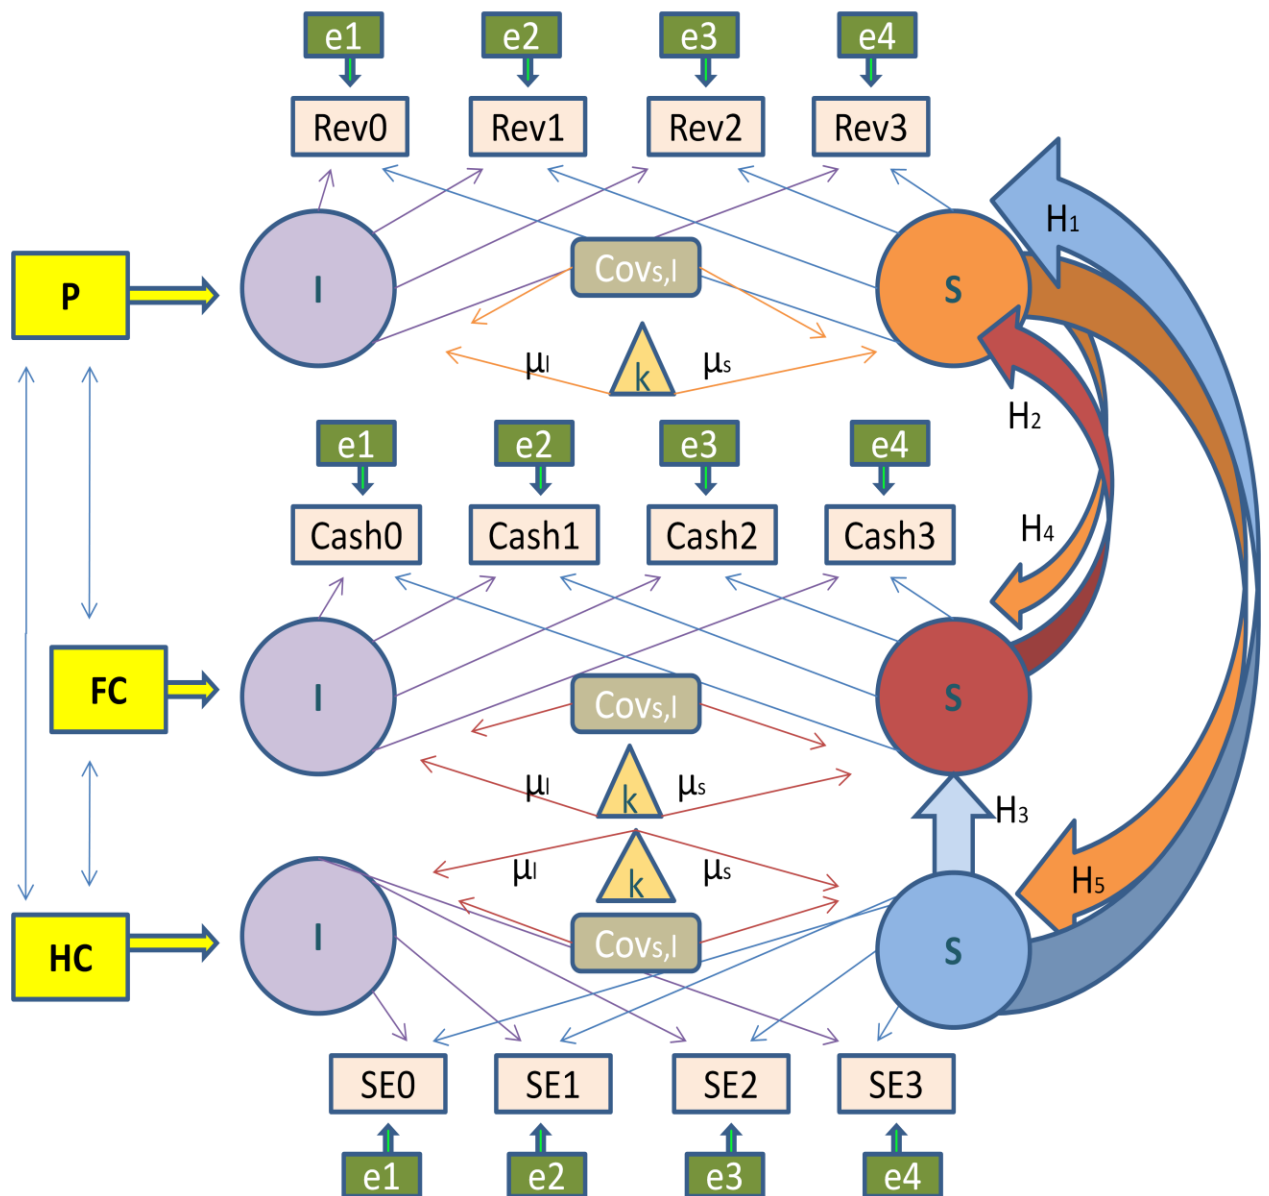 e1 e2 e3 e4
Rev0 Rev1 Rev2 Rev3
H1
P I Covs,I S
μI k μs
H2
e1 e2 e3 e4
Cash0 Cash1 Cash2 Cash3
H4
FC I Covs,I S
μI k μs
H3
μI k μs
H5
HC I Covs,I S
SE0 SE1 SE2 SE3
e1 e2 e3 e4